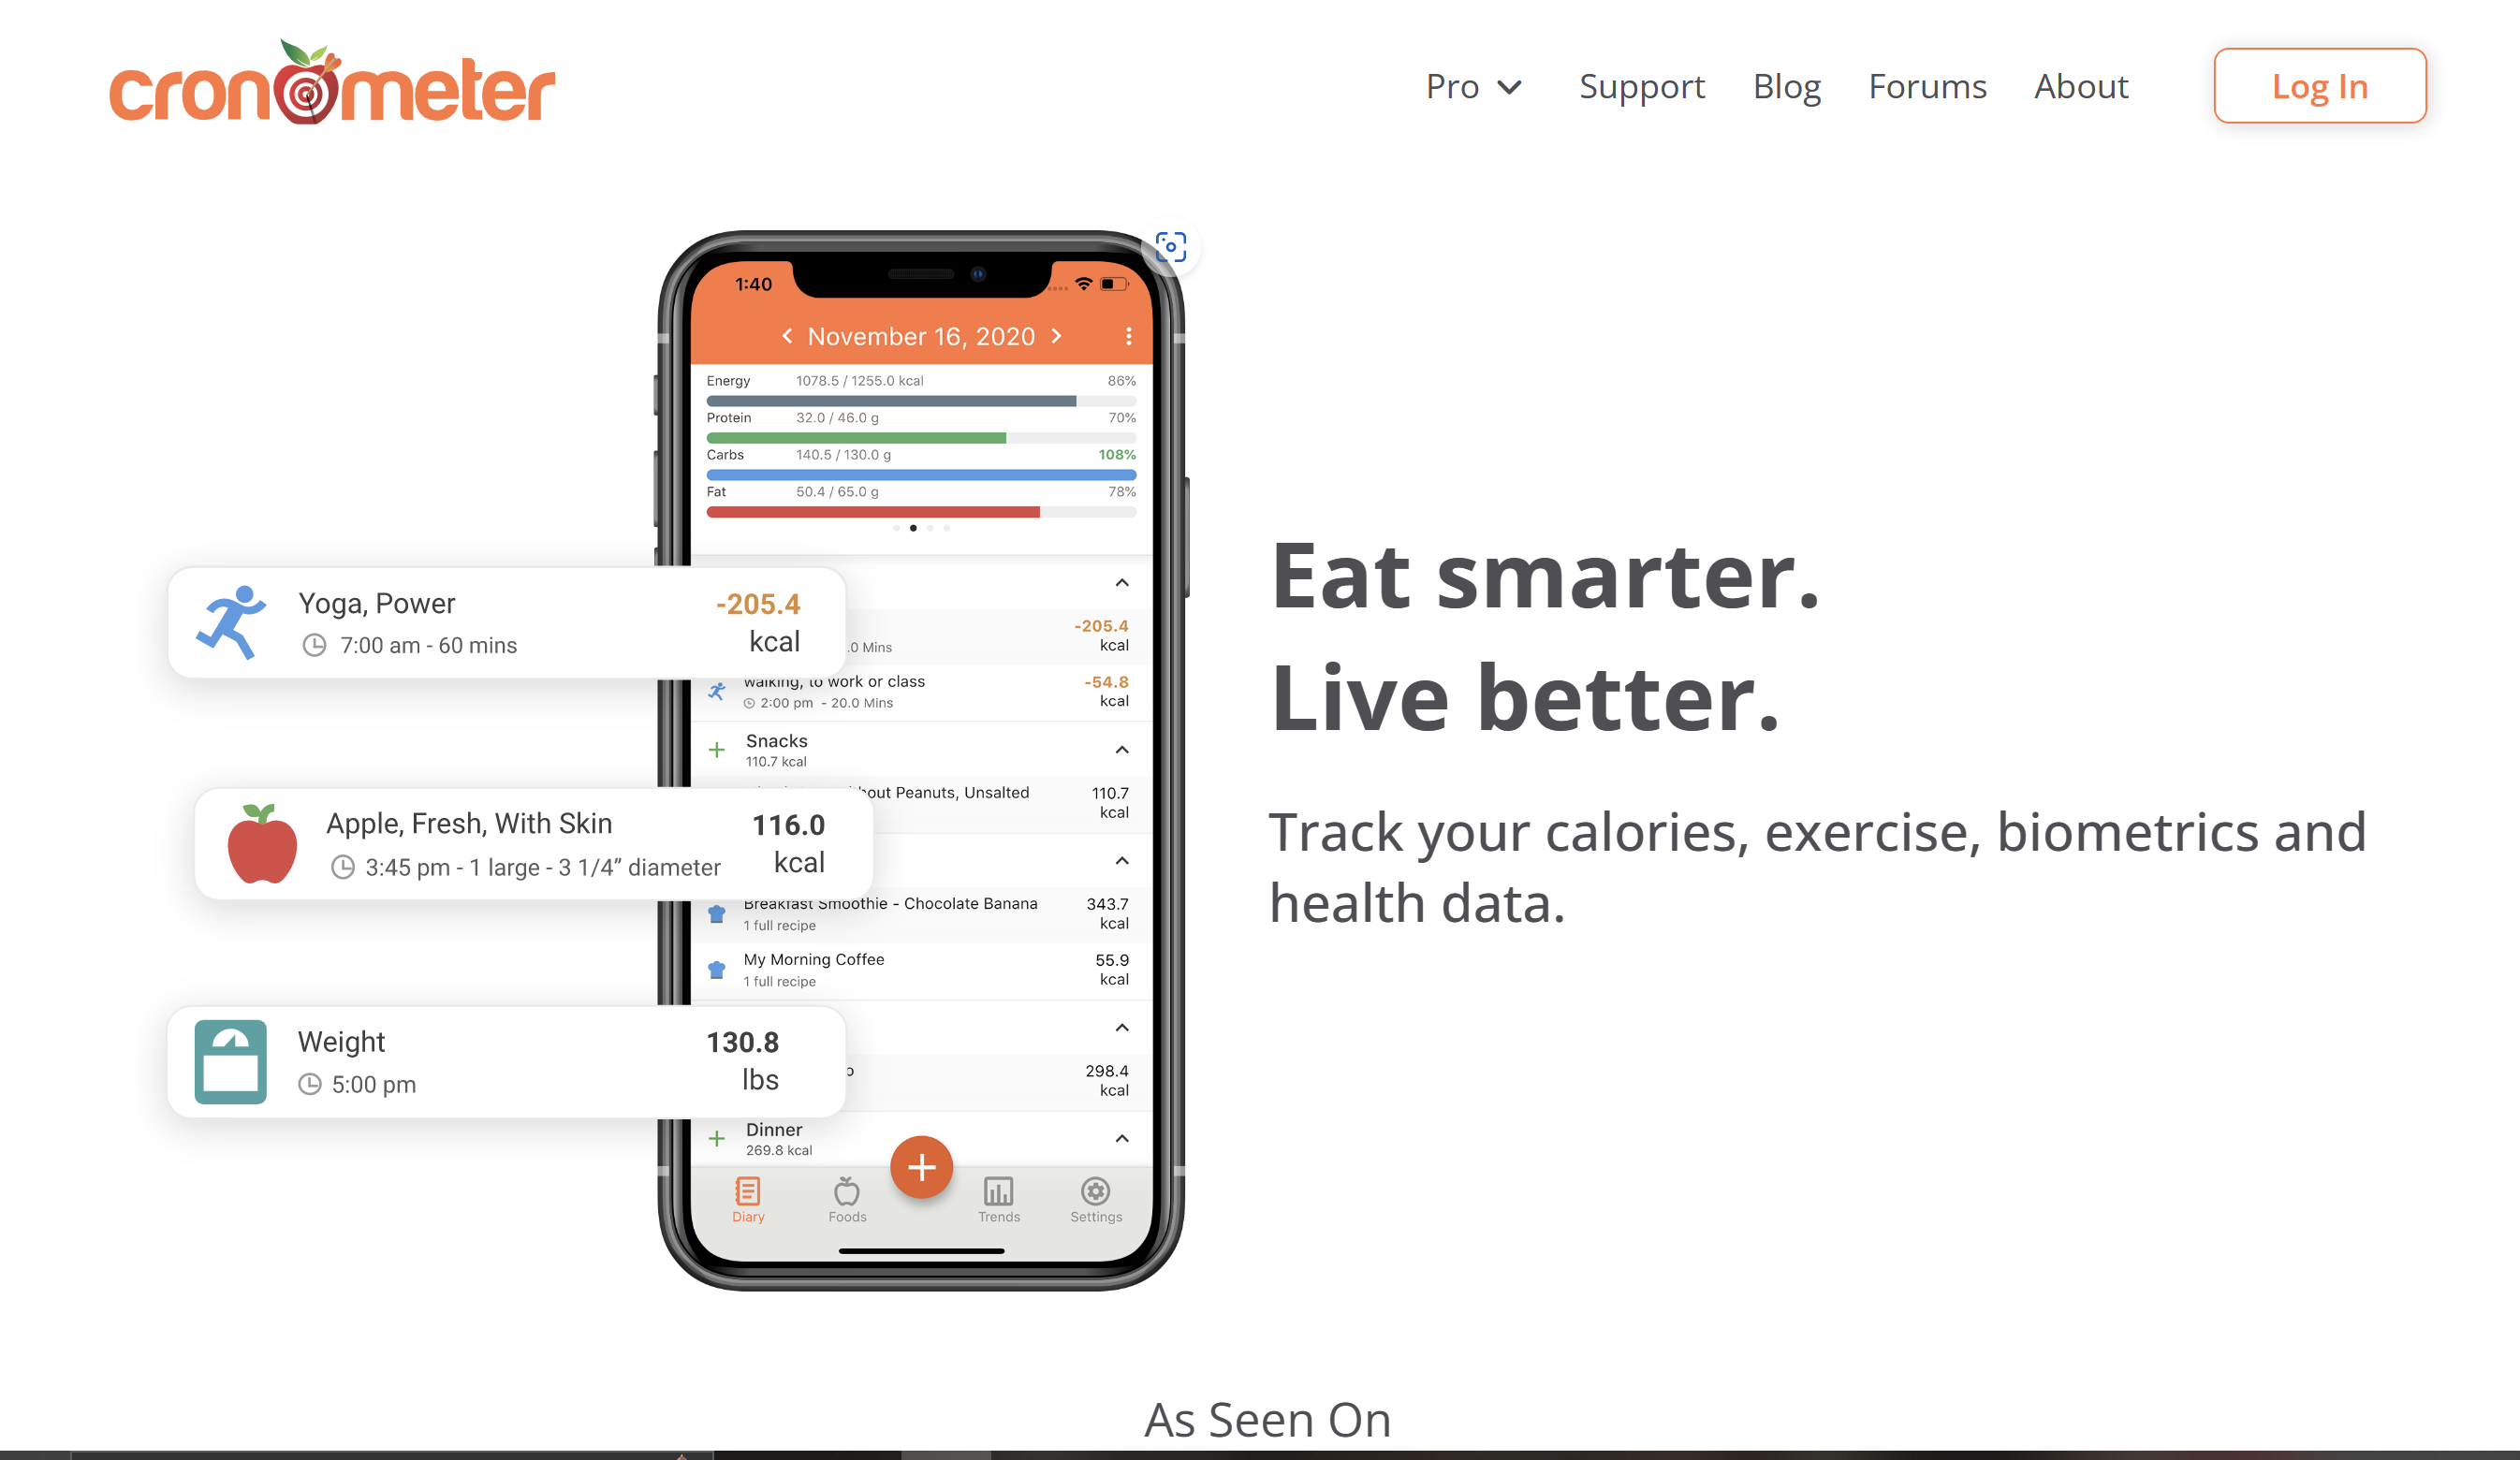 cronometer
Pro Support Blog Forums About Log In
1:40
November 16, 2020
Energy 1078.5 / 1255.0 kcal 86%
Protein 32.0 / 46.0 g 70%
Carbs 140.5 / 130.0 g 108%
Fat 50.4 / 65.0 g 78%
Yoga, Power -205.4
7:00 am - 60 mins kcal
-205.4
.0 Mins kcal
walking, to work or class -54.8
2:00 pm - 20.0 Mins kcal
Snacks
110.7 kcal
Peanuts, Unsalted 110.7
kcal
Apple, Fresh, With Skin 116.0
3:45 pm - 1 large - 3 1/4” diameter kcal
Breakfast Smoothie - Chocolate Banana 343.7
1 full recipe kcal
My Morning Coffee 55.9
1 full recipe kcal
Weight 130.8
5:00 pm lbs
298.4
kcal
Dinner
269.8 kcal
Diary Foods Trends Settings
Eat smarter.
Live better.
Track your calories, exercise, biometrics and
health data.
As Seen On